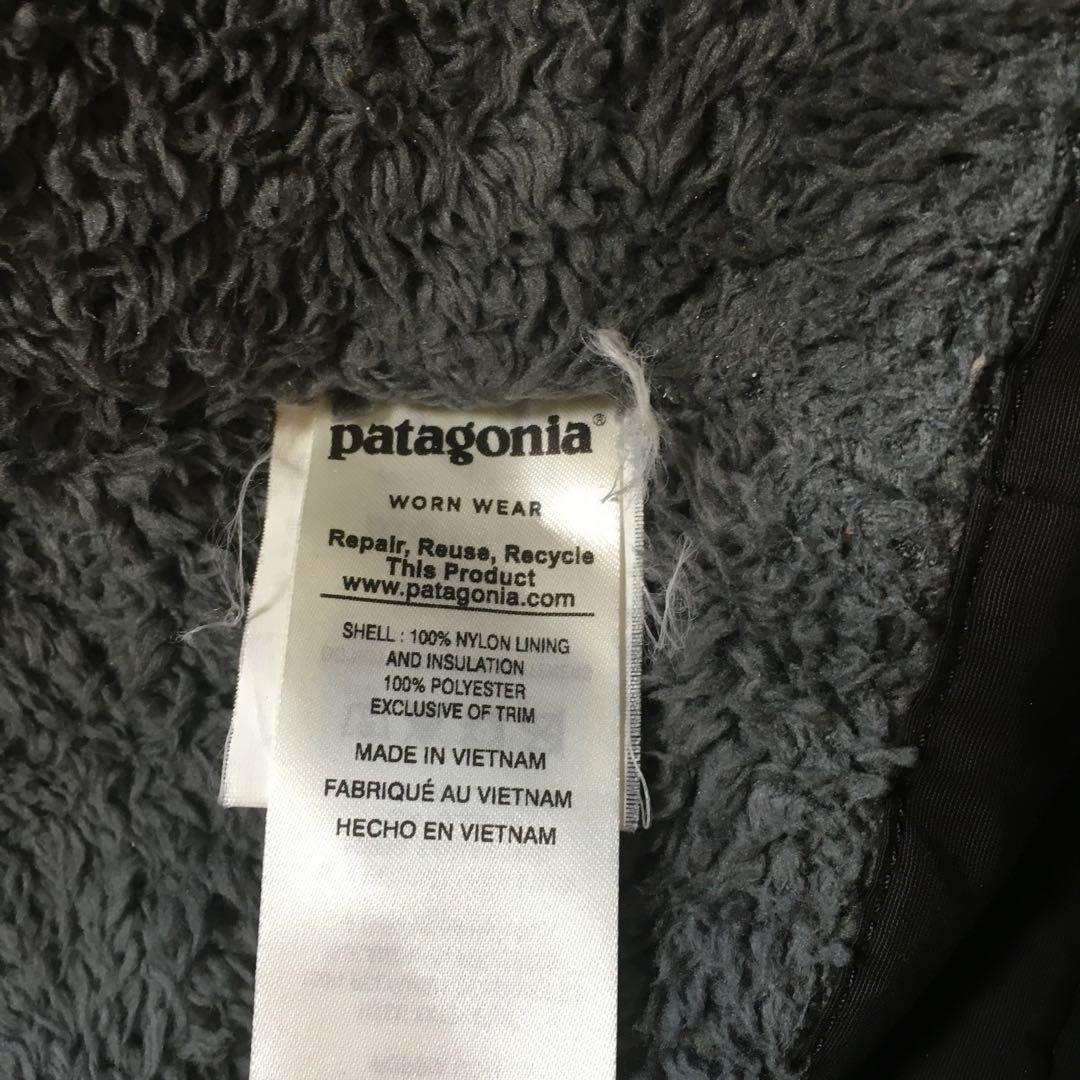 patagonia®
WORN WEAR
Repair, Reuse, Recycle
This Product
www.patagonia.com
SHELL : 100% NYLON LINING
AND INSULATION
100% POLYESTER
EXCLUSIVE OF TRIM
MADE IN VIETNAM
FABRIQUÉ AU VIETNAM
HECHO EN VIETNAM